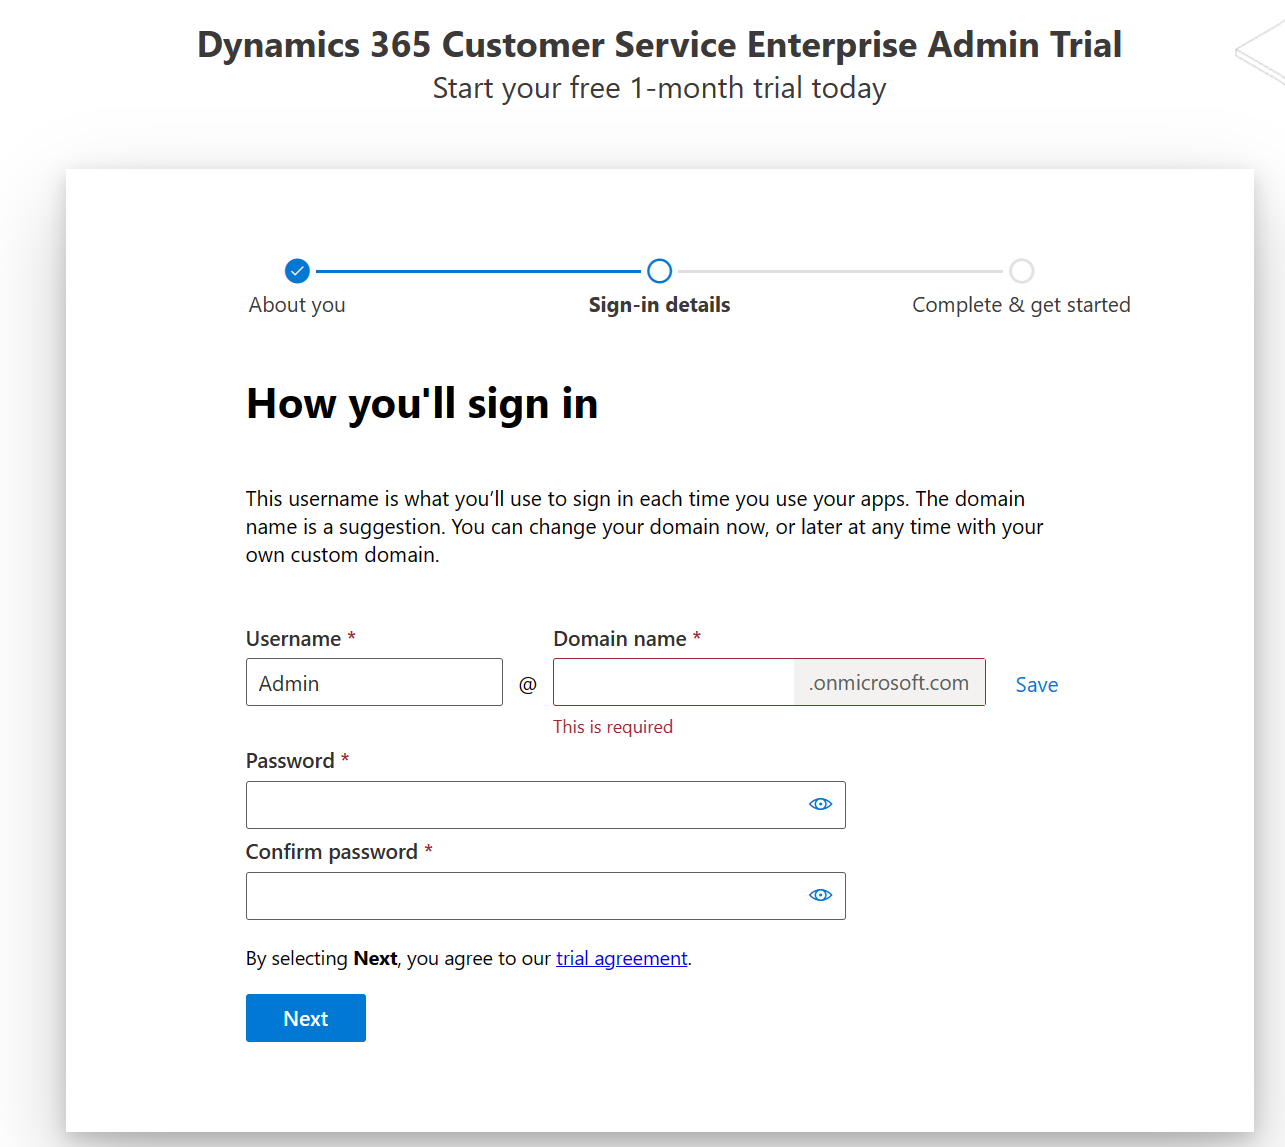 Dynamics 365 Customer Service Enterprise Admin Trial
Start your free 1-month trial today
About you
Sign-in details
Complete & get started
How you'll sign in
This username is what you’ll use to sign in each time you use your apps. The domain
name is a suggestion. You can change your domain now, or later at any time with your
own custom domain.
Username *
Domain name *
Admin
@
.onmicrosoft.com
Save
This is required
Password *
Confirm password *
By selecting Next, you agree to our trial agreement.
Next